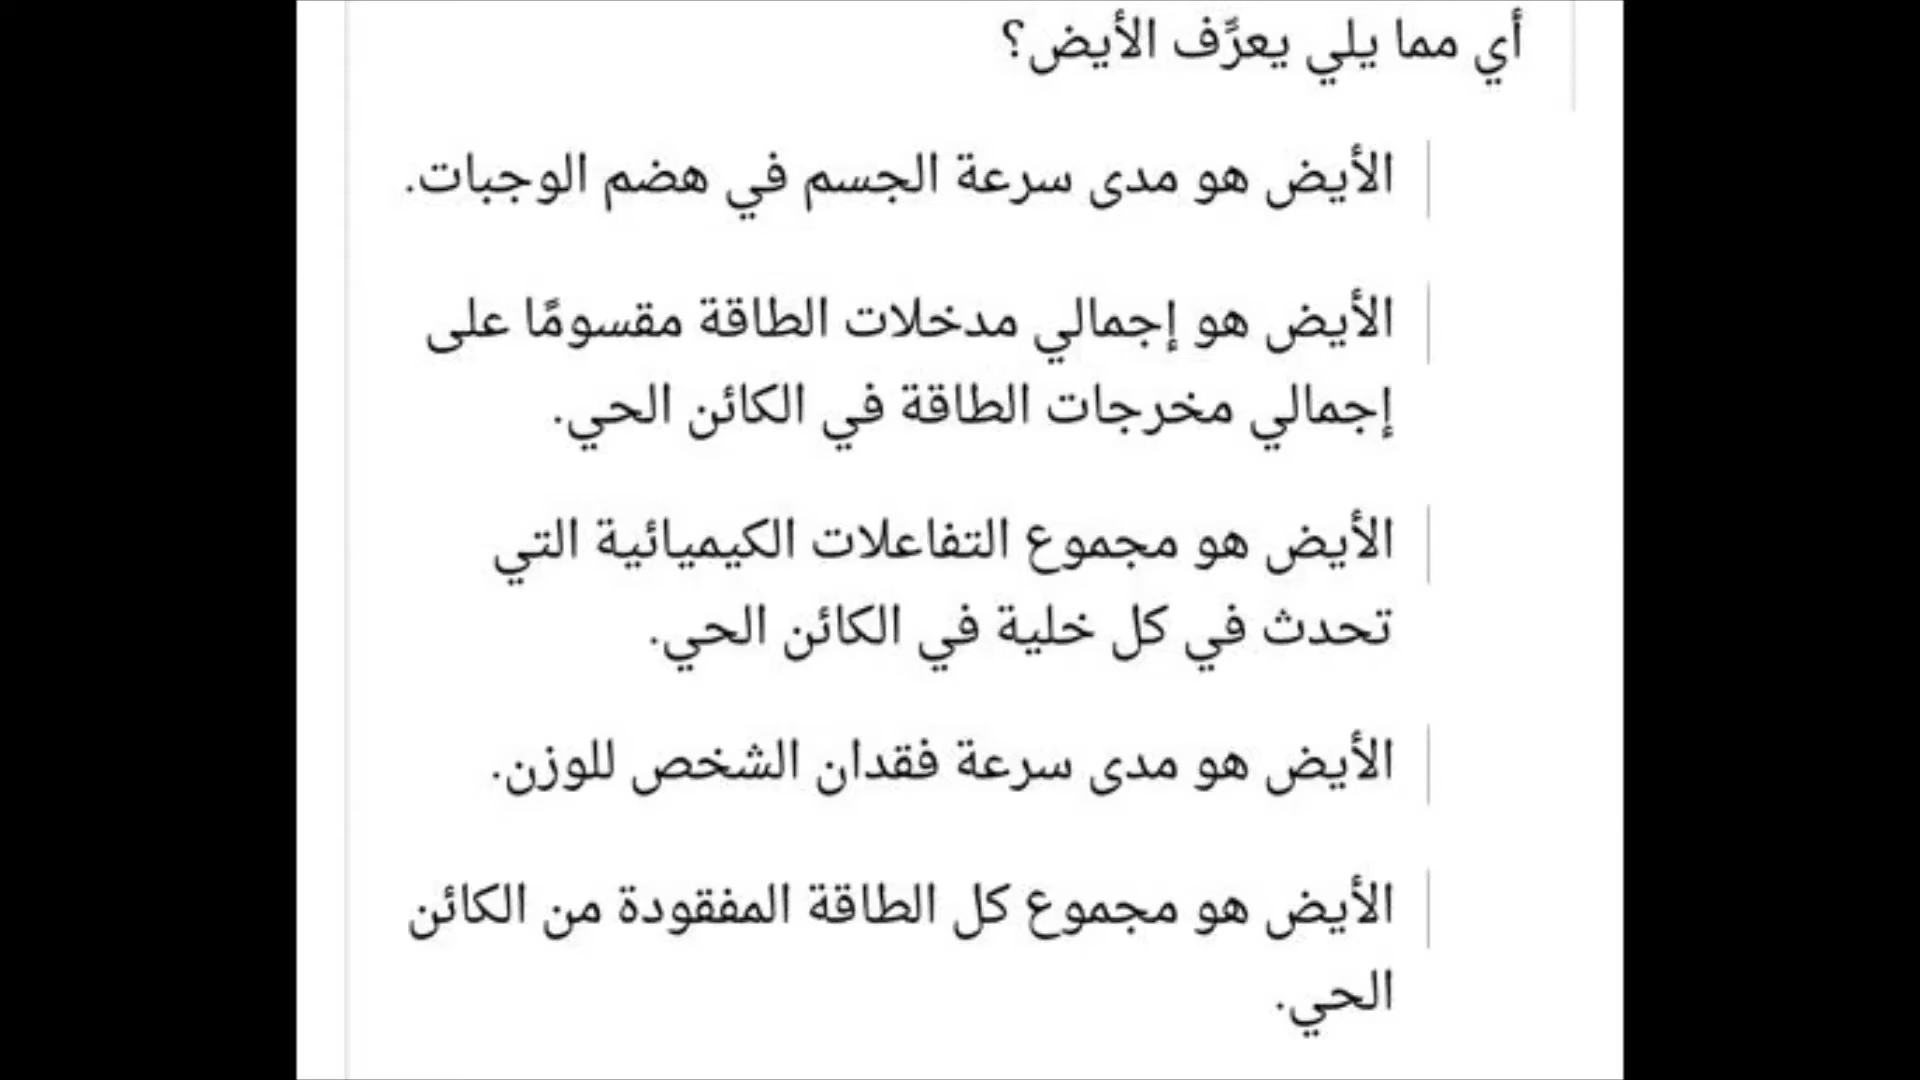 أي مما يلي يعرِّف الأيض؟
الأيض هو مدى سرعة الجسم في هضم الوجبات.
الأيض هو إجمالي مدخلات الطاقة مقسومًا على
إجمالي مخرجات الطاقة في الكائن الحي.
الأيض هو مجموع التفاعلات الكيميائية التي
تحدث في كل خلية في الكائن الحي.
الأيض هو مدى سرعة فقدان الشخص للوزن.
الأيض هو مجموع كل الطاقة المفقودة من الكائن
الحي.